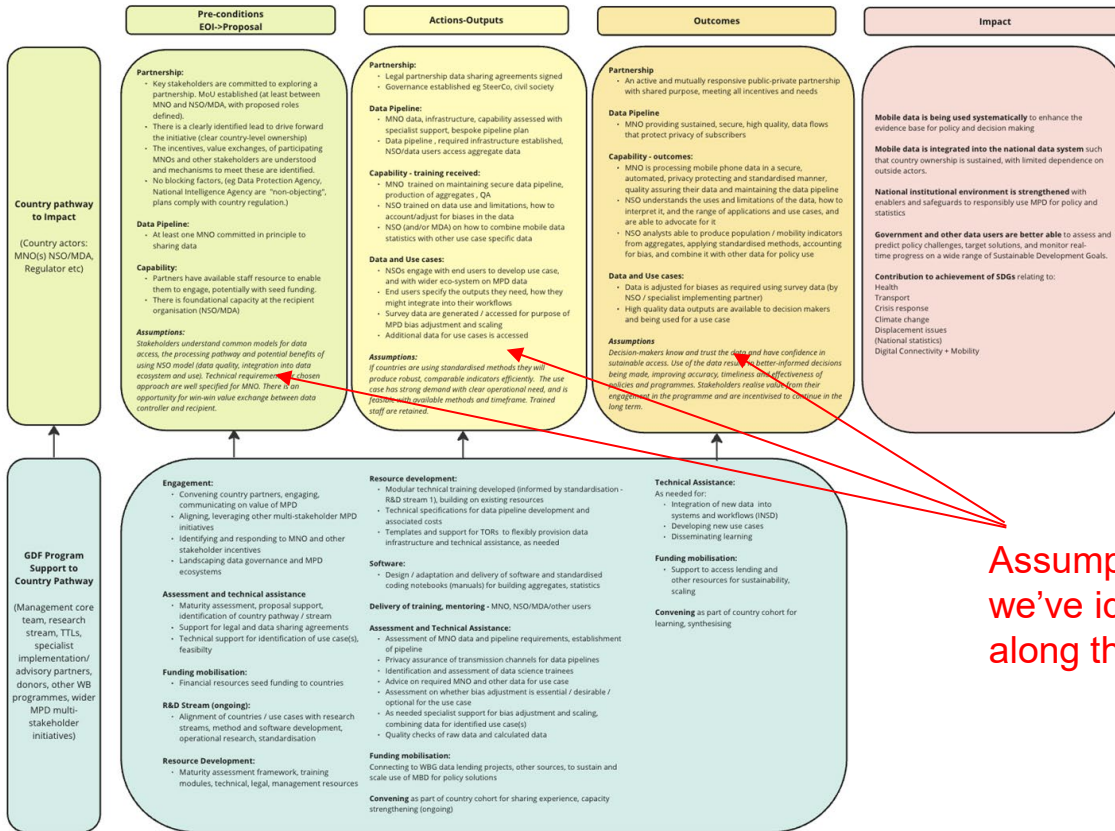 Pre-conditions
EOI->Proposal
Actions-Outputs
Outcomes
Impact
Country pathway
to Impact
(Country actors:
MNO(s) NSO/MDA,
Regulator etc)
Partnership:
• Key stakeholders are committed to exploring a
partnership. MoU established (at least between
MNO and NSO/MDA, with proposed roles
defined).
• There is a clearly identified lead to drive forward
the initiative (clear country-level ownership)
• The incentives, value exchanges, of participating
MNOs and other stakeholders are understood
and mechanisms to meet these are identified.
• No blocking factors, (eg Data Protection Agency,
National Intelligence Agency are "non-objecting",
plans comply with country regulation.)
Data Pipeline:
• At least one MNO committed in principle to
sharing data
Capability:
• Partners have available staff resource to enable
them to engage, potentially with seed funding.
• There is foundational capacity at the recipient
organisation (NSO/MDA)
Assumptions:
Stakeholders understand common models for data
access, the processing pathway and potential benefits of
using NSO model (data quality, integration into data
ecosystem and use). Technical requirements chosen
approach are well specified for MNO. There is an
opportunity for win-win value exchange between data
controller and recipient.
Partnership:
• Legal partnership data sharing agreements signed
• Governance established eg SteerCo, civil society
Data Pipeline:
• MNO data, infrastructure, capability assessed with
specialist support, bespoke pipeline plan
• Data pipeline , required infrastructure established,
NSO/data users access aggregate data
Capability - training received:
• MNO trained on maintaining secure data pipeline,
production of aggregates , QA
• NSO trained on data use and limitations, how to
account/adjust for biases in the data
• NSO (and/or MDA) on how to combine mobile data
statistics with other use case specific data
Data and Use cases:
• NSOs engage with end users to develop use case,
and with wider eco-system on MPD data
• End users specify the outputs they need, how they
might integrate into their workflows
• Survey data are generated / accessed for purpose of
MPD bias adjustment and scaling
• Additional data for use cases is accessed
Assumptions:
If countries are using standardised methods they will
produce robust, comparable indicators efficiently. The use
case has strong demand with clear operational need, and is
feasible with available methods and timeframe. Trained
staff are retained.
Partnership
• An active and mutually responsive public-private partnership
with shared purpose, meeting all incentives and needs
Data Pipeline
• MNO providing sustained, secure, high quality, data flows
that protect privacy of subscribers
Capability - outcomes:
• MNO is processing mobile phone data in a secure,
automated, privacy protecting and standardised manner,
quality assuring their data and maintaining the data pipeline
• NSO understands the uses and limitations of the data, how to
interpret it, and the range of applications and use cases, and
are able to advocate for it
• NSO analysts able to produce population / mobility indicators
from aggregates, applying standardised methods, accounting
for bias, and combine it with other data for policy use
Data and Use cases:
• Data is adjusted for biases as required using survey data (by
NSO / specialist implementing partner)
• High quality data outputs are available to decision makers
and being used for a use case
Assumptions
Decision-makers know and trust the data and have confidence in
sutainable access. Use of the data result in better-informed decisions
being made, improving accuracy, timeliness and effectiveness of
policies and programmes. Stakeholders realise value from their
engagement in the programme and are incentivised to continue in the
long term.
Mobile data is being used systematically to enhance the
evidence base for policy and decision making
Mobile data is integrated into the national data system such
that country ownership is sustained, with limited dependence on
outside actors.
National institutional environment is strengthened with
enablers and safeguards to responsibly use MPD for policy and
statistics
Government and other data users are better able to assess and
predict policy challenges, target solutions, and monitor real-
time progress on a wide range of Sustainable Development Goals.
Contribution to achievement of SDGs relating to:
Health
Transport
Crisis response
Climate change
Displacement issues
(National statistics)
Digital Connectivity + Mobility
GDF Program
Support to
Country Pathway
(Management core
team, research
stream, TTLs,
specialist
implementation/
advisory partners,
donors, other WB
programmes, wider
MPD multi-
stakeholder
initiatives)
Engagement:
• Convening country partners, engaging,
communicating on value of MPD
• Aligning, leveraging other multi-stakeholder MPD
initiatives
• Identifying and responding to MNO and other
stakeholder incentives
• Landscaping data governance and MPD
ecosystems
Assessment and technical assistance
• Maturity assessment, proposal support,
identification of country pathway / stream
• Support for legal and data sharing agreements
• Technical support for identification of use case(s),
feasibilty
Funding mobilisation:
• Financial resources seed funding to countries
R&D Stream (ongoing):
• Alignment of countries / use cases with research
streams, method and software development,
operational research, standardisation
Resource Development:
• Maturity assessment framework, training
modules, technical, legal, management resources
Resource development:
• Modular technical training developed (informed by standardisation -
R&D stream 1), building on existing resources
• Technical specifications for data pipeline development and
associated costs
• Templates and support for TORs to flexibly provision data
infrastructure and technical assistance, as needed
Software:
• Design / adaptation and delivery of software and standardised
coding notebooks (manuals) for building aggregates, statistics
Delivery of training, mentoring - MNO, NSO/MDA/other users
Assessment and Technical Assistance:
• Assessment of MNO data and pipeline requirements, establishment
of pipeline
• Privacy assurance of transmission channels for data pipelines
• Identification and assessment of data science trainees
• Advice on required MNO and other data for use case
• Assessment on whether bias adjustment is essential / desirable /
optional for the use case
• As needed specialist support for bias adjustment and scaling,
combining data for identified use case(s)
• Quality checks of raw data and calculated data
Funding mobilisation:
Connecting to WBG data lending projects, other sources, to sustain and
scale use of MBD for policy solutions
Convening as part of country cohort for sharing experience, capacity
strengthening (ongoing)
Technical Assistance:
As needed for:
• Integration of new data into
systems and workflows (INSD)
• Developing new use cases
• Disseminating learning
Funding mobilisation:
• Support to access lending and
other resources for sustainability,
scaling
Convening as part of country cohort for
learning, synthesising
Assump
we've id
along th